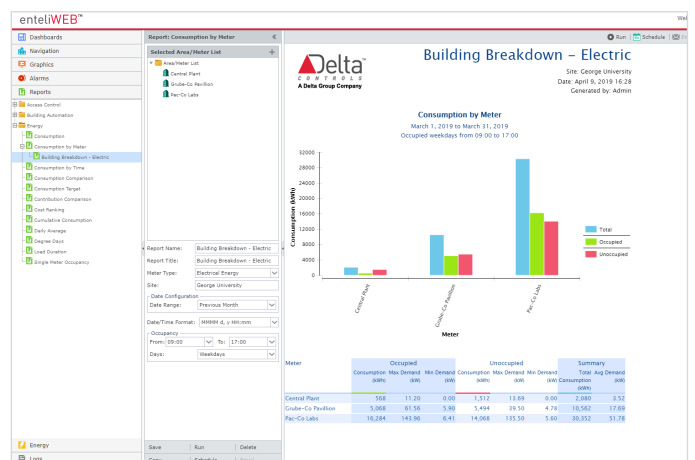 enteliWEB™
Wel
Dashboards
Navigation
Graphics
Alarms
Reports
Access Control
Building Automation
Energy
Consumption
Consumption by Meter
Building Breakdown - Electric
Consumption by Time
Consumption Comparison
Consumption Target
Contribution Comparison
Cost Ranking
Cumulative Consumption
Daily Average
Degree Days
Load Duration
Single Meter Occupancy
Energy
Logs
Report: Consumption by Meter
Selected Area/Meter List
Area/Meter List
Central Plant
Grube-Co Pavilion
Pac-Co Labs
Report Name: Building Breakdown - Electric
Report Title: Building Breakdown - Electric
Meter Type: Electrical Energy
Site: George University
Date Configuration
Date Range: Previous Month
Date/Time Format: MMMM d, y HH:mm
Occupancy
From: 09:00 To: 17:00
Days: Weekdays
Save Run Delete
Copy Schedule Email
Run Schedule
Delta
CONTROLS
A Delta Group Company
Building Breakdown – Electric
Site: George University
Date: April 9, 2019 16:28
Generated by: Admin
Consumption by Meter
March 1, 2019 to March 31, 2019
Occupied weekdays from 09:00 to 17:00
Consumption (kWh)
32000
28000
24000
20000
16000
12000
8000
4000
0
Central Plant
Grube-Co Pavilion
Pac-Co Labs
Meter
Total
Occupied
Unoccupied
Meter Occupied Unoccupied Summary
Consumption Max Demand Min Demand Consumption Max Demand Min Demand Total Avg Demand
(kWh) (kW) (kW) (kWh) (kW) (kW) Consumption (kW)
(kWh)
Central Plant 568 11.20 0.00 1,512 13.69 0.00 2,080 3.52
Grube-Co Pavillion 5,068 61.56 5.90 5,494 39.50 4.78 10,562 17.69
Pac-Co Labs 16,284 143.96 6.41 14,068 135.50 5.60 30,352 51.78